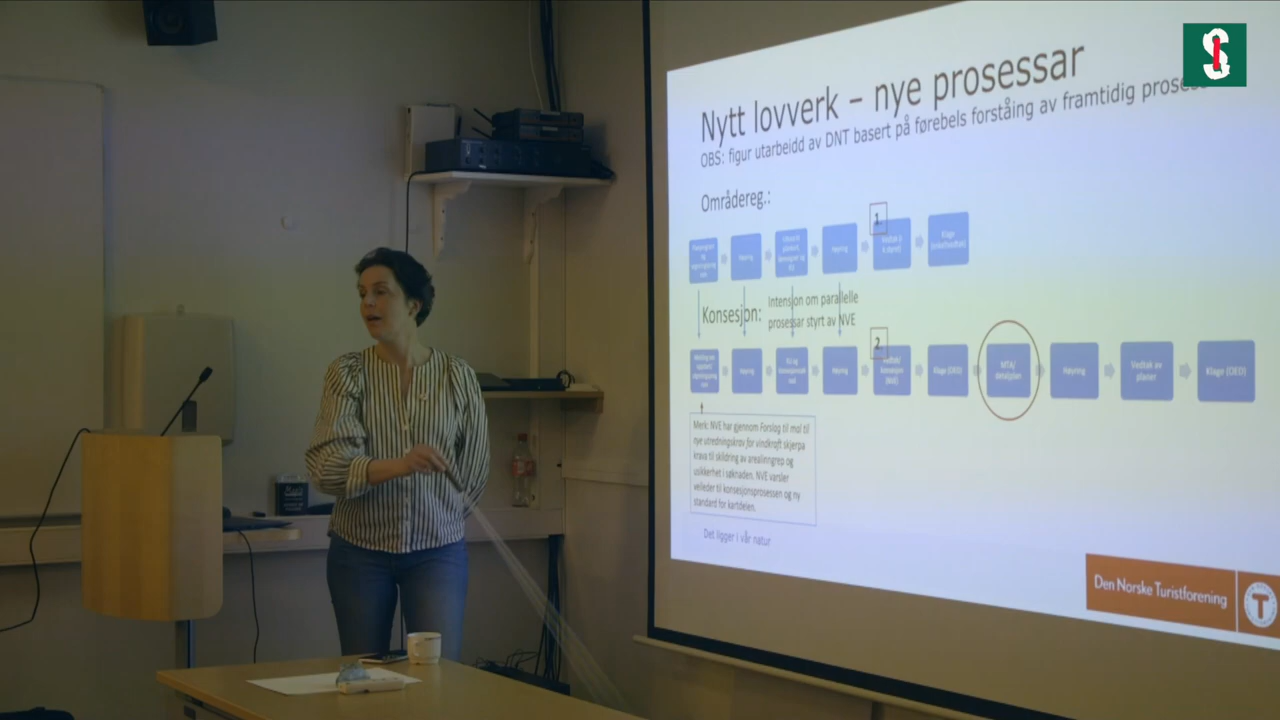 Nytt lovverk – nye prosessar
OBS: figur utarbeidd av DNT basert på førebels forståing av framtidig
Områdereg.:
1
Høyring
Høyring
Klage
Konsesjon:
Intensjon om parallelle
prosessar styrt av NVE
2
Høyring
Høyring
Klage (OED)
MTA/
detaljplan
Høyring
Vedtak av
planer
Klage (OED)
Merk: NVE har gjennom Forslag til mal til
nye utredningskrav for vindkraft skjerpa
krava til skildring av arealinngrep og
usikkerhet i søknaden. NVE varsler
veileder til konsesjonsprosessen og ny
standard for kartdelen.
Det ligger i vår natur
Den Norske Turistforening
T